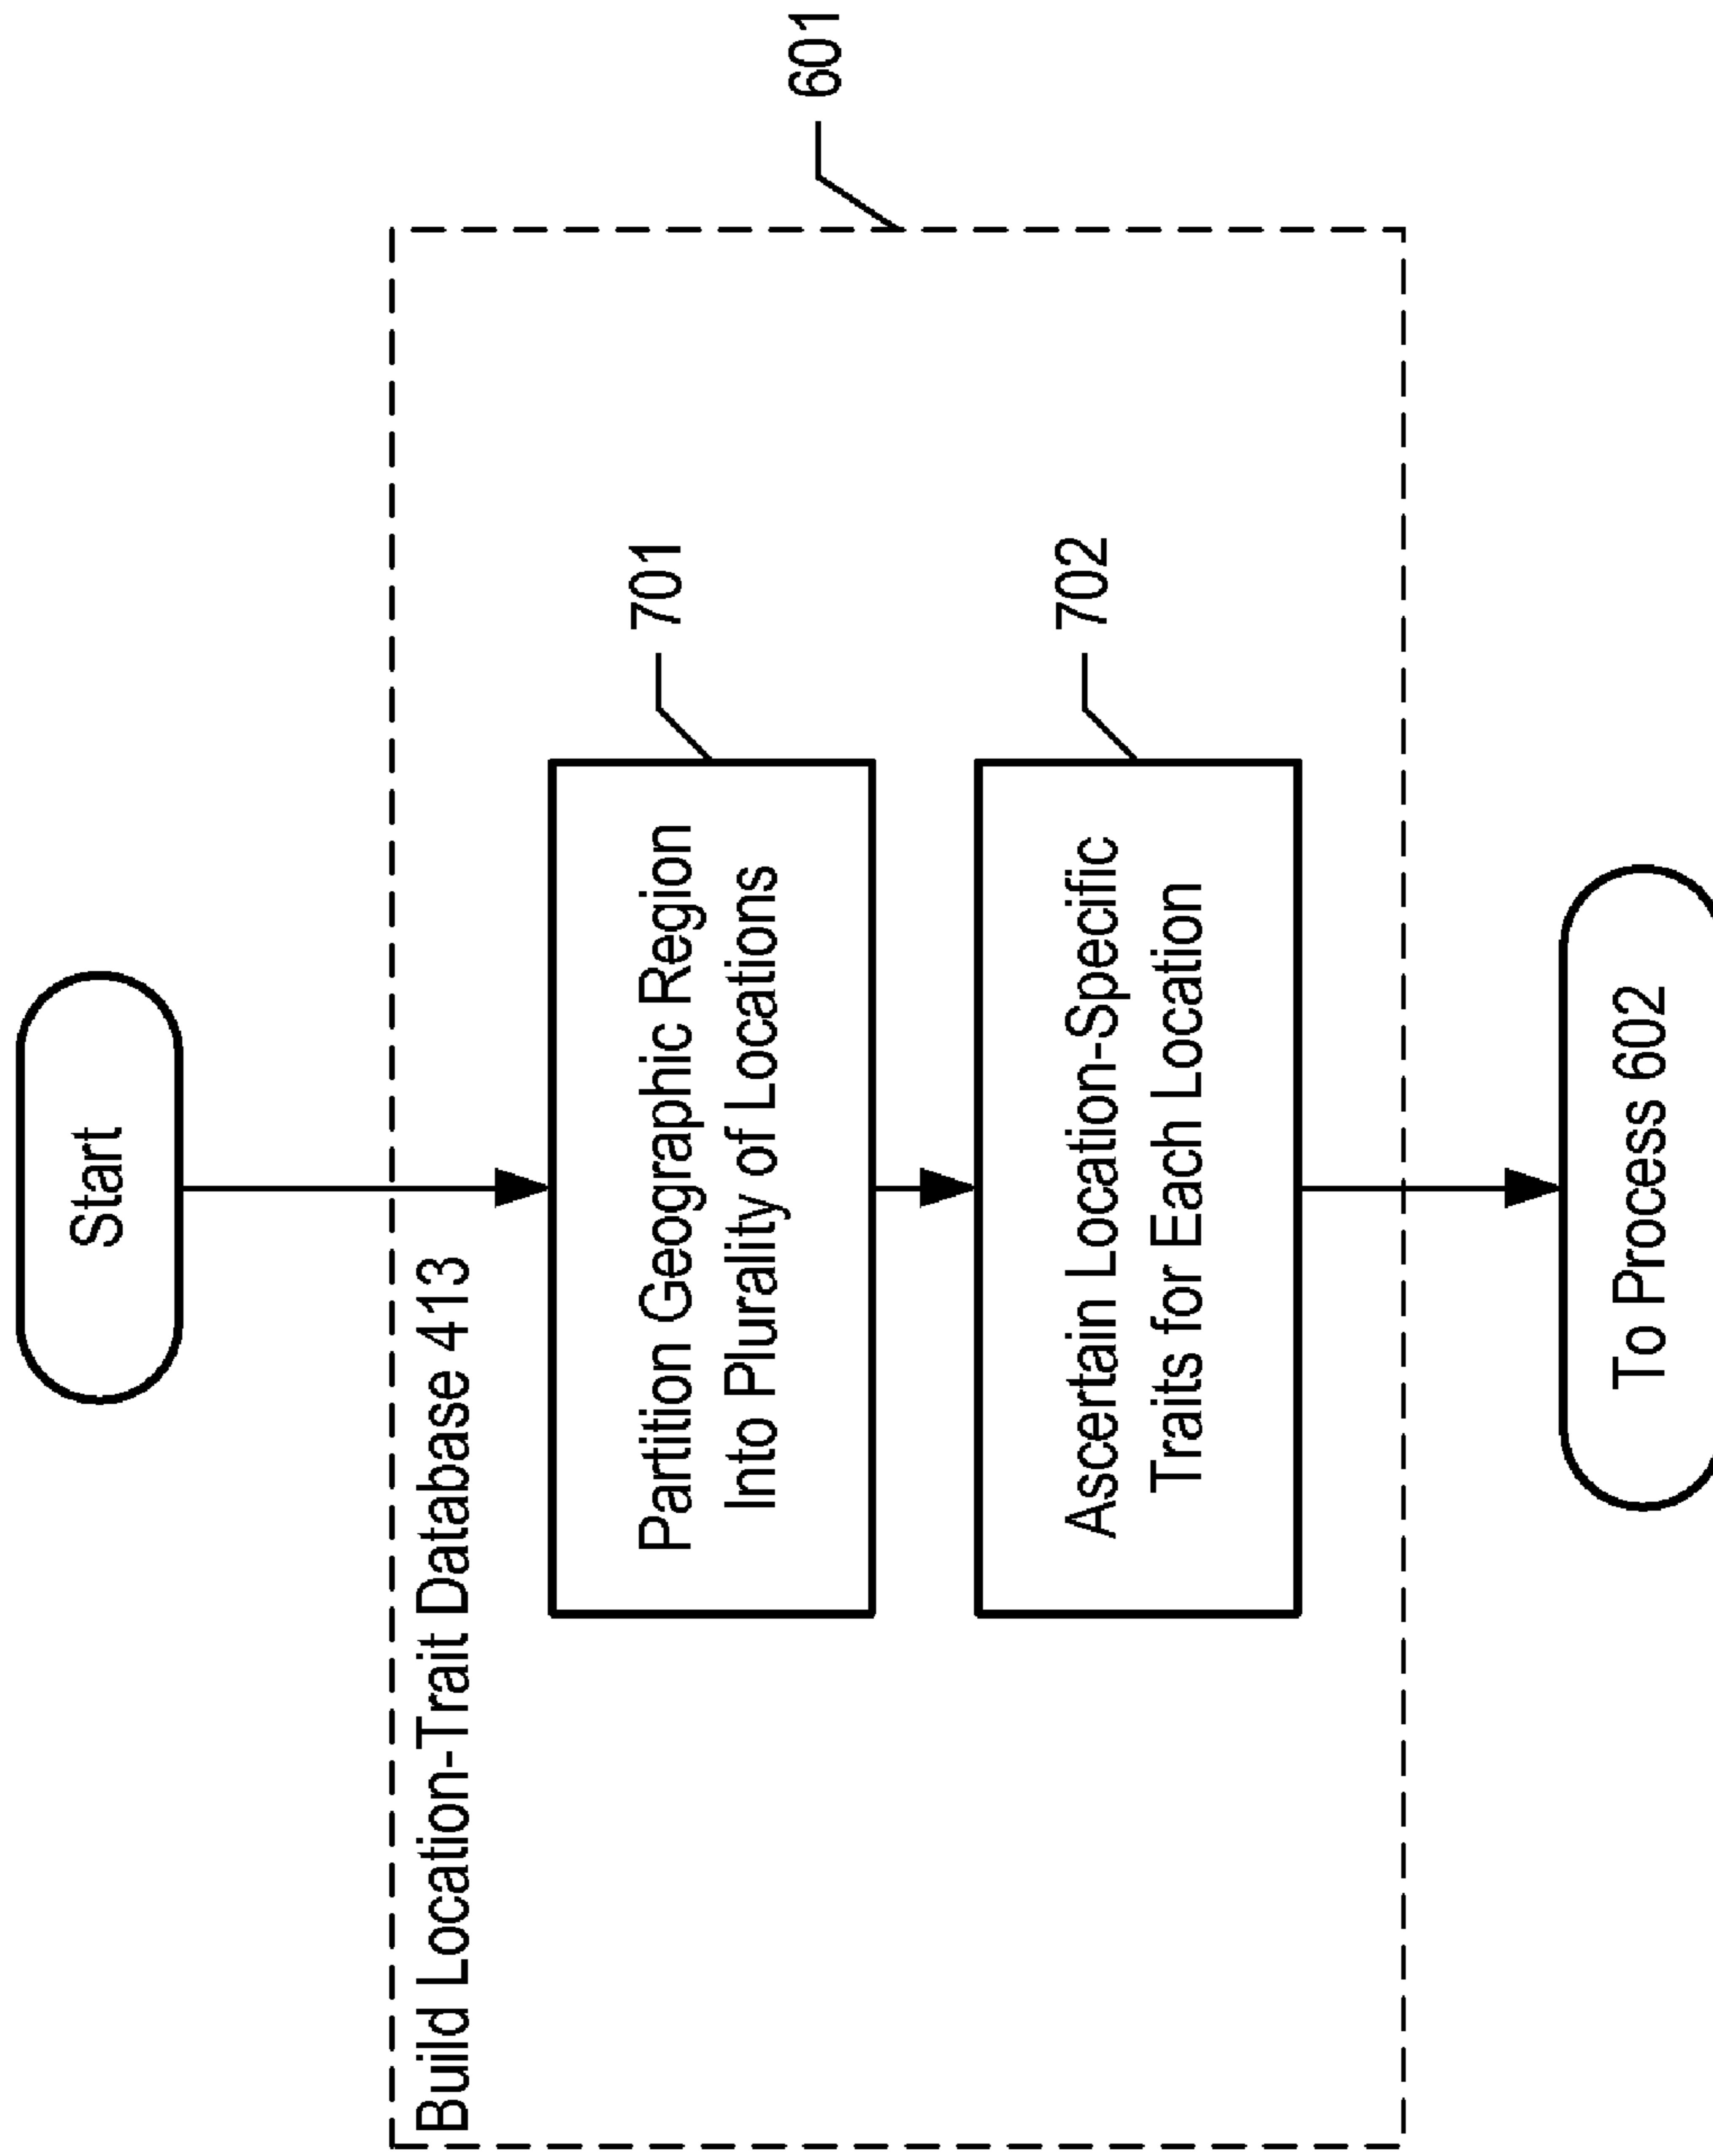 Start
601
Build Location-Trait Database 413
701
Partition Geographic Region
Into Plurality of Locations
702
Ascertain Location-Specific
Traits for Each Location
To Process 602